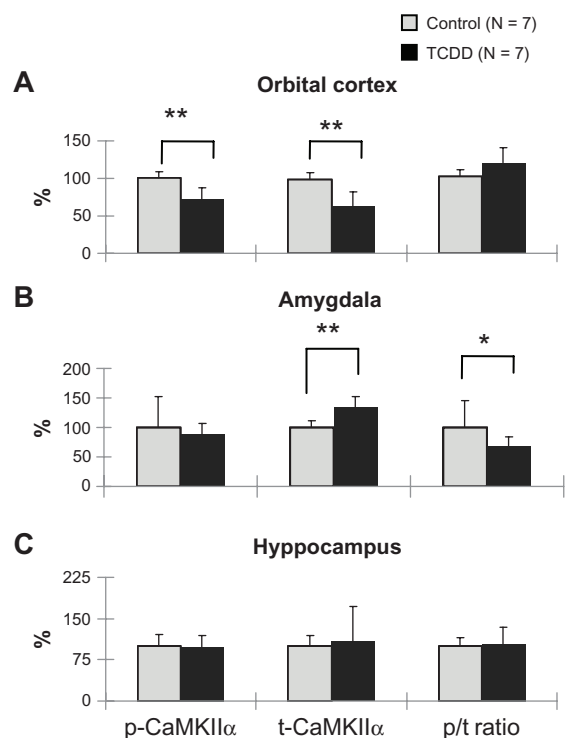 Control (N = 7)
TCDD (N = 7)
A
Orbital cortex
** **
150
100
50
0
%
B
Amygdala
** *
200
150
100
50
0
%
C
Hyppocampus
225
150
75
0
%
p-CaMKIIα t-CaMKIIα p/t ratio